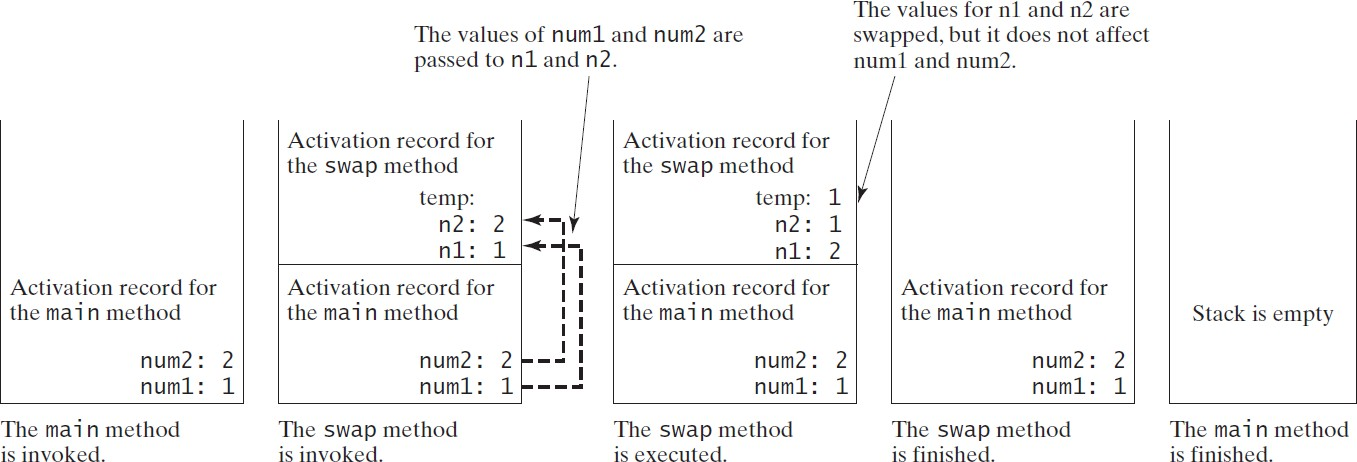 The values of num1 and num2 are
passed to n1 and n2.
The values for n1 and n2 are
swapped, but it does not affect
num1 and num2.
Activation record for
the main method
num2: 2
num1: 1
The main method
is invoked.
Activation record for
the swap method
temp:
n2: 2
n1: 1
Activation record for
the main method
num2: 2
num1: 1
The swap method
is invoked.
Activation record for
the swap method
temp: 1
n2: 1
n1: 2
Activation record for
the main method
num2: 2
num1: 1
The swap method
is executed.
Activation record for
the main method
num2: 2
num1: 1
The swap method
is finished.
Stack is empty
The main method
is finished.